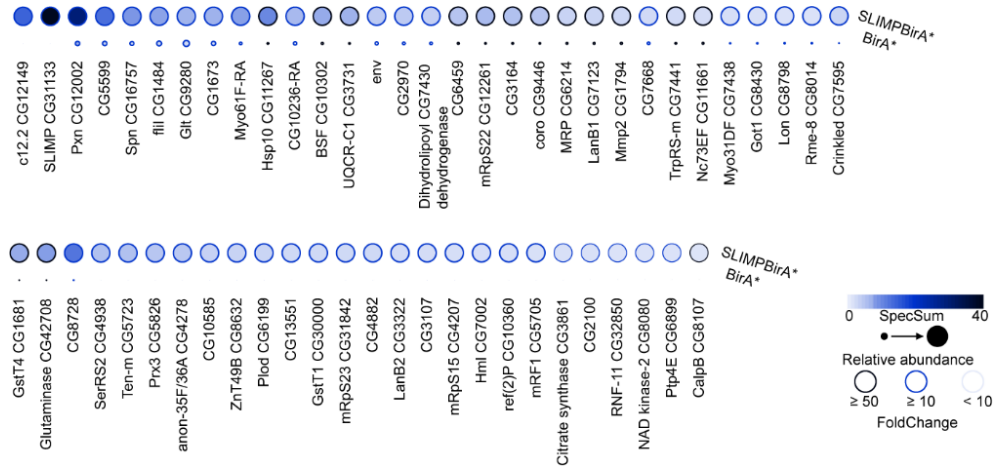 SLIMPBirA*
BirA*
c12.2 CG12149
SLIMP CG31133
Pxn CG12002
CG5599
Spn CG16757
flil CG1484
Glt CG9280
CG1673
Myo61F-RA
Hsp10 CG11267
CG10236-RA
BSF CG10302
UQCR-C1 CG3731
env
CG2970
Dihydrolipoyl CG7430
dehydrogenase
CG6459
mRpS22 CG12261
CG3164
coro CG9446
MRP CG6214
LanB1 CG7123
Mmp2 CG1794
CG7668
TrpRS-m CG7441
Nc73EF CG11661
Myo31DF CG7438
Got1 CG8430
Lon CG8798
Rme-8 CG8014
Crinkled CG7595
SLIMPBirA*
BirA*
GstT4 CG1681
Glutaminase CG42708
CG8728
SerRS2 CG4938
Ten-m CG5723
Prx3 CG5826
anon-35F/36A CG4278
CG10585
ZnT49B CG8632
Plod CG6199
CG13551
GstT1 CG30000
mRpS23 CG31842
CG4882
LanB2 CG3322
CG3107
mRpS15 CG4207
Hml CG7002
ref(2)P CG10360
mRF1 CG5705
Citrate synthase CG3861
CG2100
RNF-11 CG32850
NAD kinase-2 CG8080
Ptp4E CG6899
CalpB CG8107
0 SpecSum 40
Relative abundance
≥ 50 ≥ 10 < 10
FoldChange